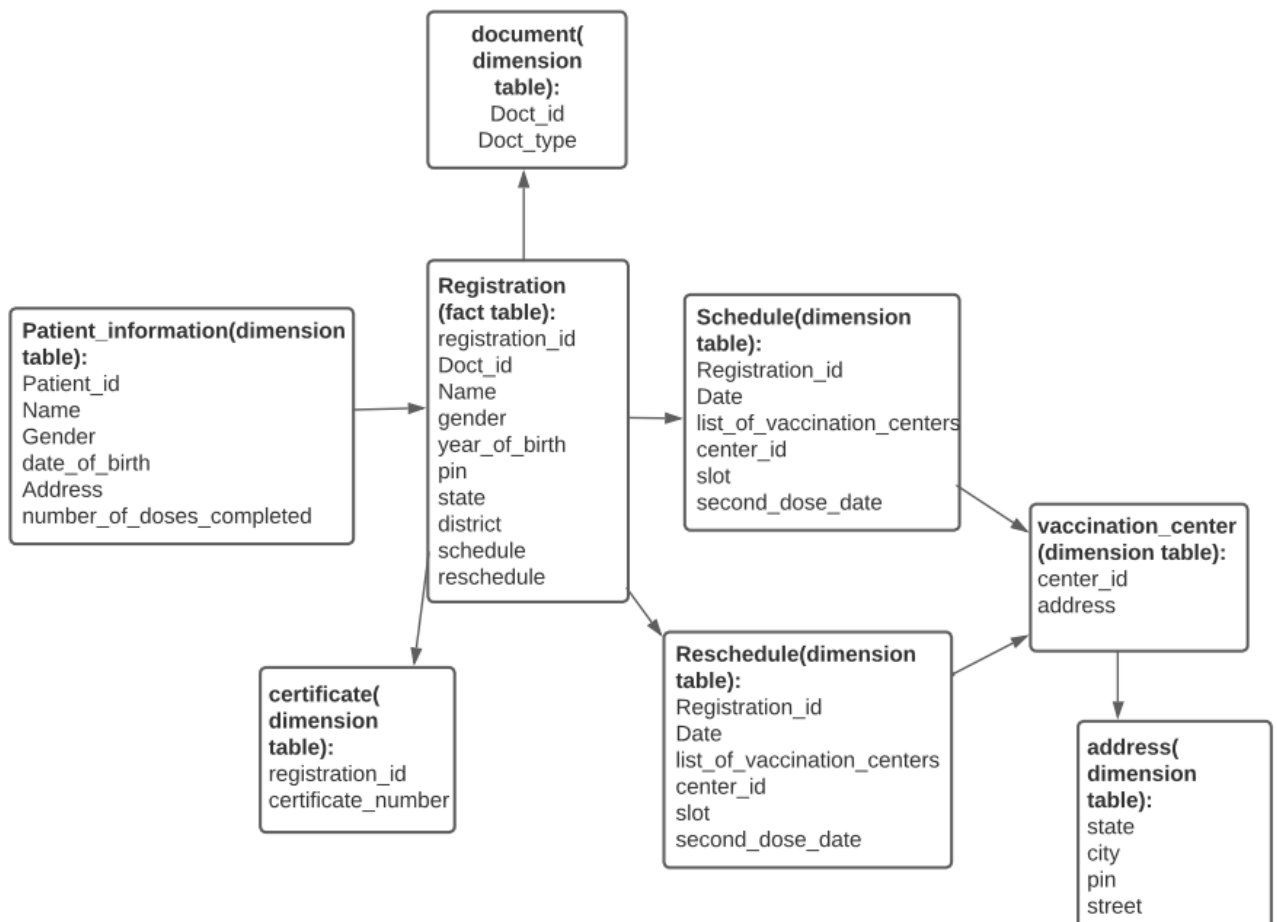 document(
dimension
table):
Doct_id
Doct_type
Patient_information(dimension
table):
Patient_id
Name
Gender
date_of_birth
Address
number_of_doses_completed
Registration
(fact table):
registration_id
Doct_id
Name
gender
year_of_birth
pin
state
district
schedule
reschedule
Schedule(dimension
table):
Registration_id
Date
list_of_vaccination_centers
center_id
slot
second_dose_date
vaccination_center
(dimension table):
center_id
address
certificate(
dimension
table):
registration_id
certificate_number
Reschedule(dimension
table):
Registration_id
Date
list_of_vaccination_centers
center_id
slot
second_dose_date
address(
dimension
table):
state
city
pin
street